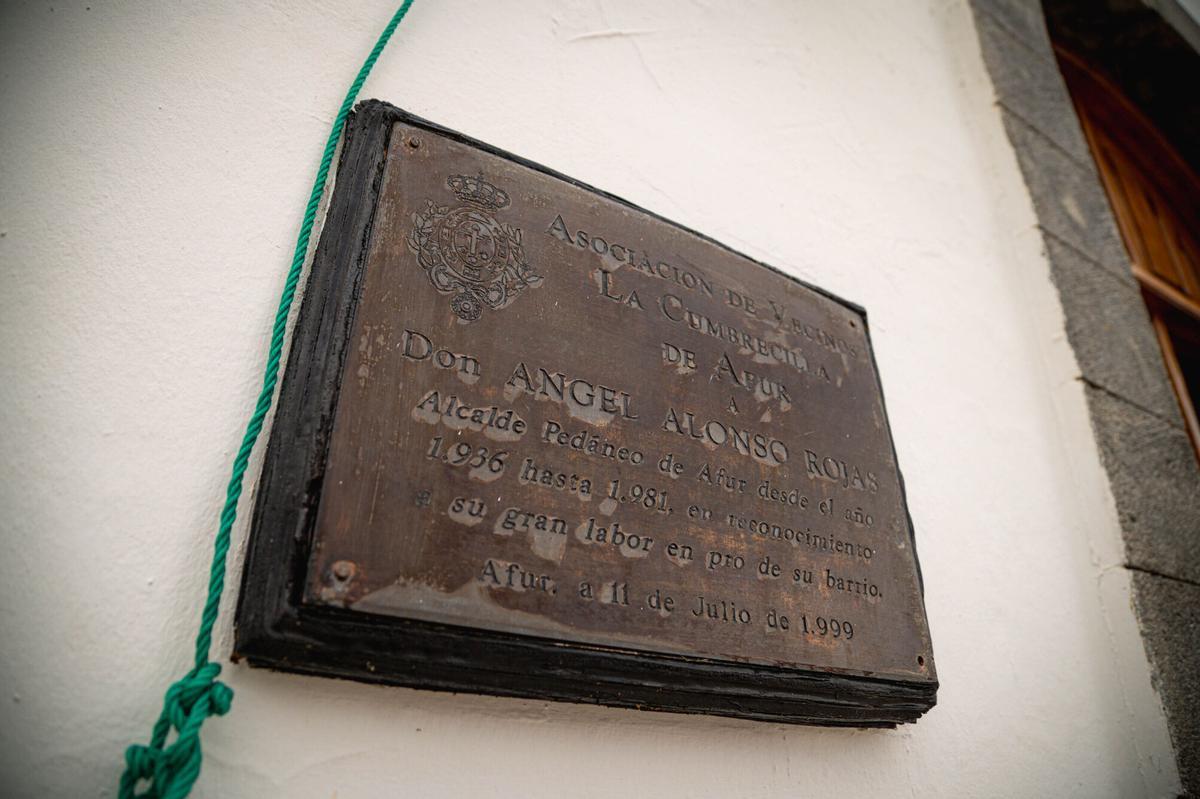 ASOCIACION DE VECINOS
LA CUMBRECILLA
DE AFUR
A
Don ANGEL ALONSO ROJAS
Alcalde Pedáneo de Afur desde el año
1.936 hasta 1.981, en reconocimiento
a su gran labor en pro de su barrio.
Afur, a 11 de Julio de 1.999